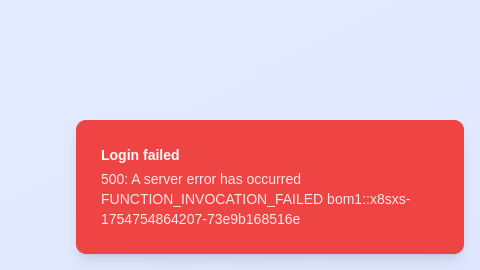 Login failed
500: A server error has occurred
FUNCTION_INVOCATION_FAILED bom1::x8sxs-
1754754864207-73e9b168516e